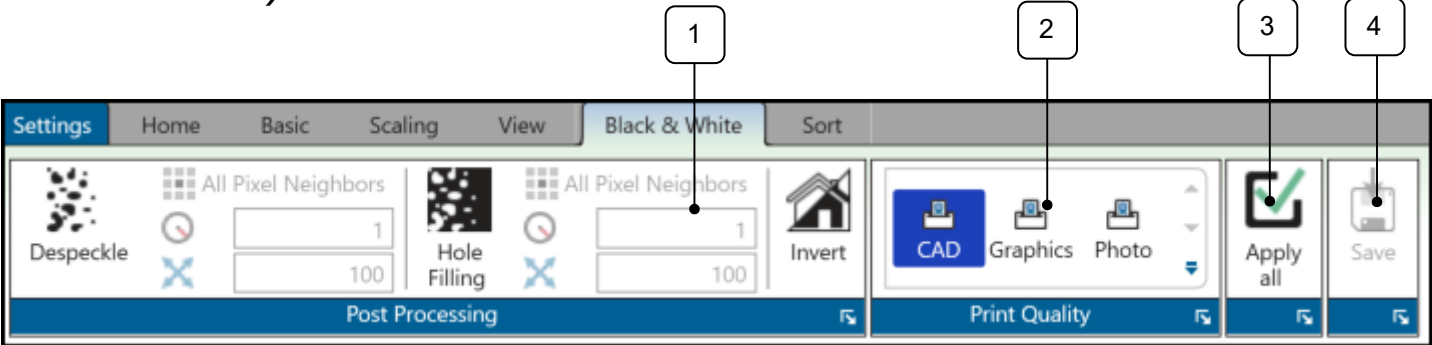 1 2 3 4
Settings Home Basic Scaling View Black & White Sort
All Pixel Neighbors All Pixel Neighbors
1 1
Despeckle Hole Filling Invert CAD Graphics Photo Apply all Save
100 100
Post Processing Print Quality